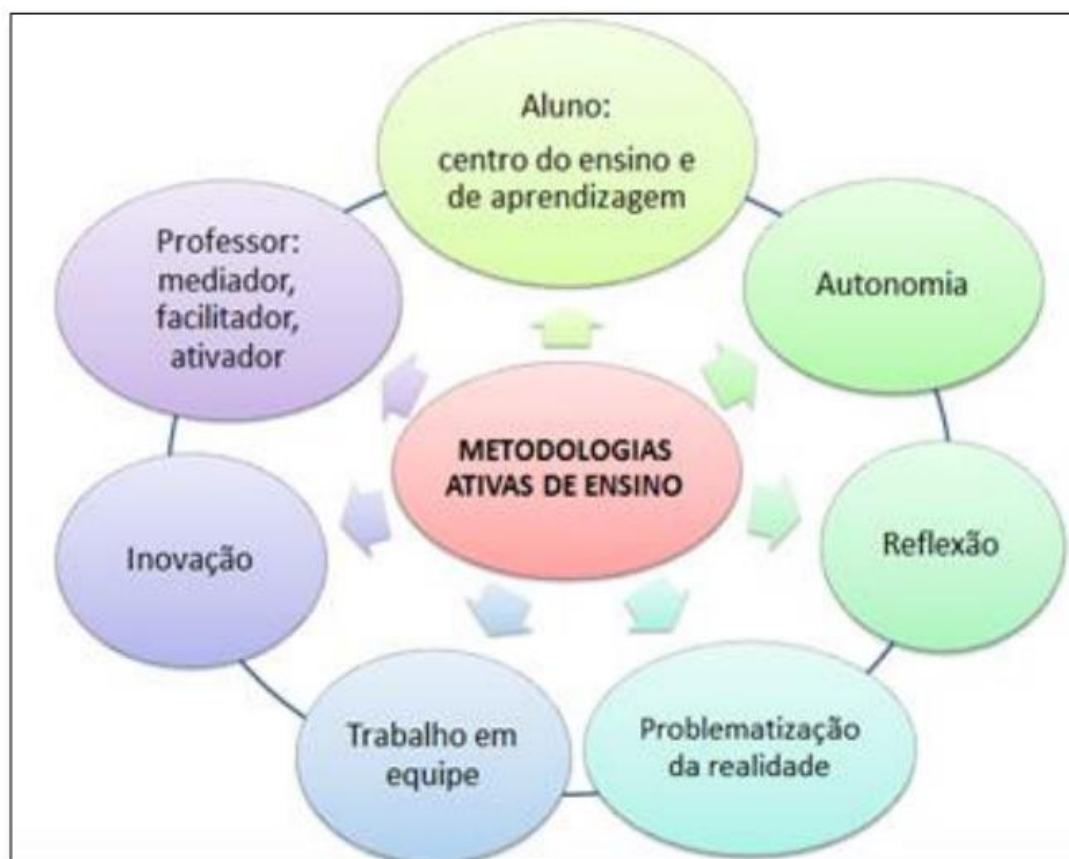 Aluno:
centro do ensino e
de aprendizagem
Autonomia
Reflexão
Problematização
da realidade
Trabalho em
equipe
Inovação
Professor:
mediador,
facilitador,
ativador
METODOLOGIAS
ATIVAS DE ENSINO